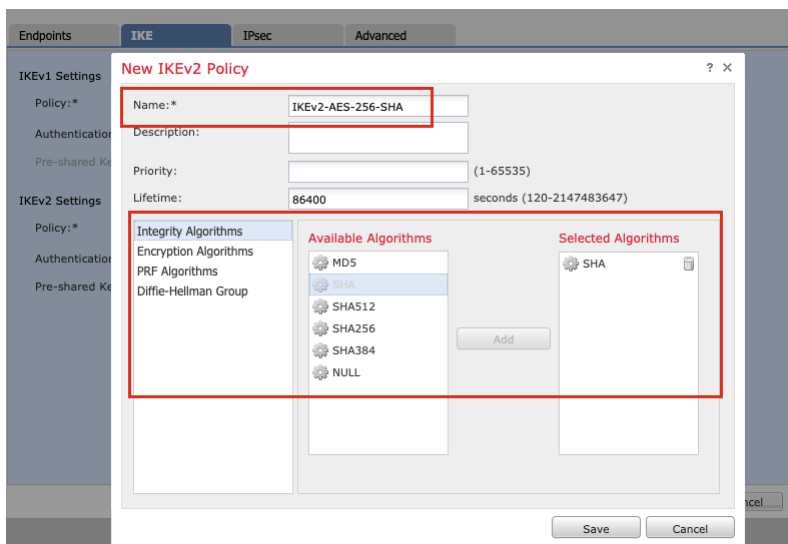 Endpoints IKE IPsec Advanced
New IKEv2 Policy ? ×
IKEv1 Settings
Policy:* Name:* IKEv2-AES-256-SHA
Authentication Description:
Pre-shared Ke
Priority: (1-65535)
IKEv2 Settings Lifetime: 86400 seconds (120-2147483647)
Policy:*
Authentication
Pre-shared Ke
Integrity Algorithms
Encryption Algorithms
PRF Algorithms
Diffie-Hellman Group
Available Algorithms
MD5
SHA
SHA512
SHA256
SHA384
NULL
Add
Selected Algorithms
SHA
ncel
Save Cancel